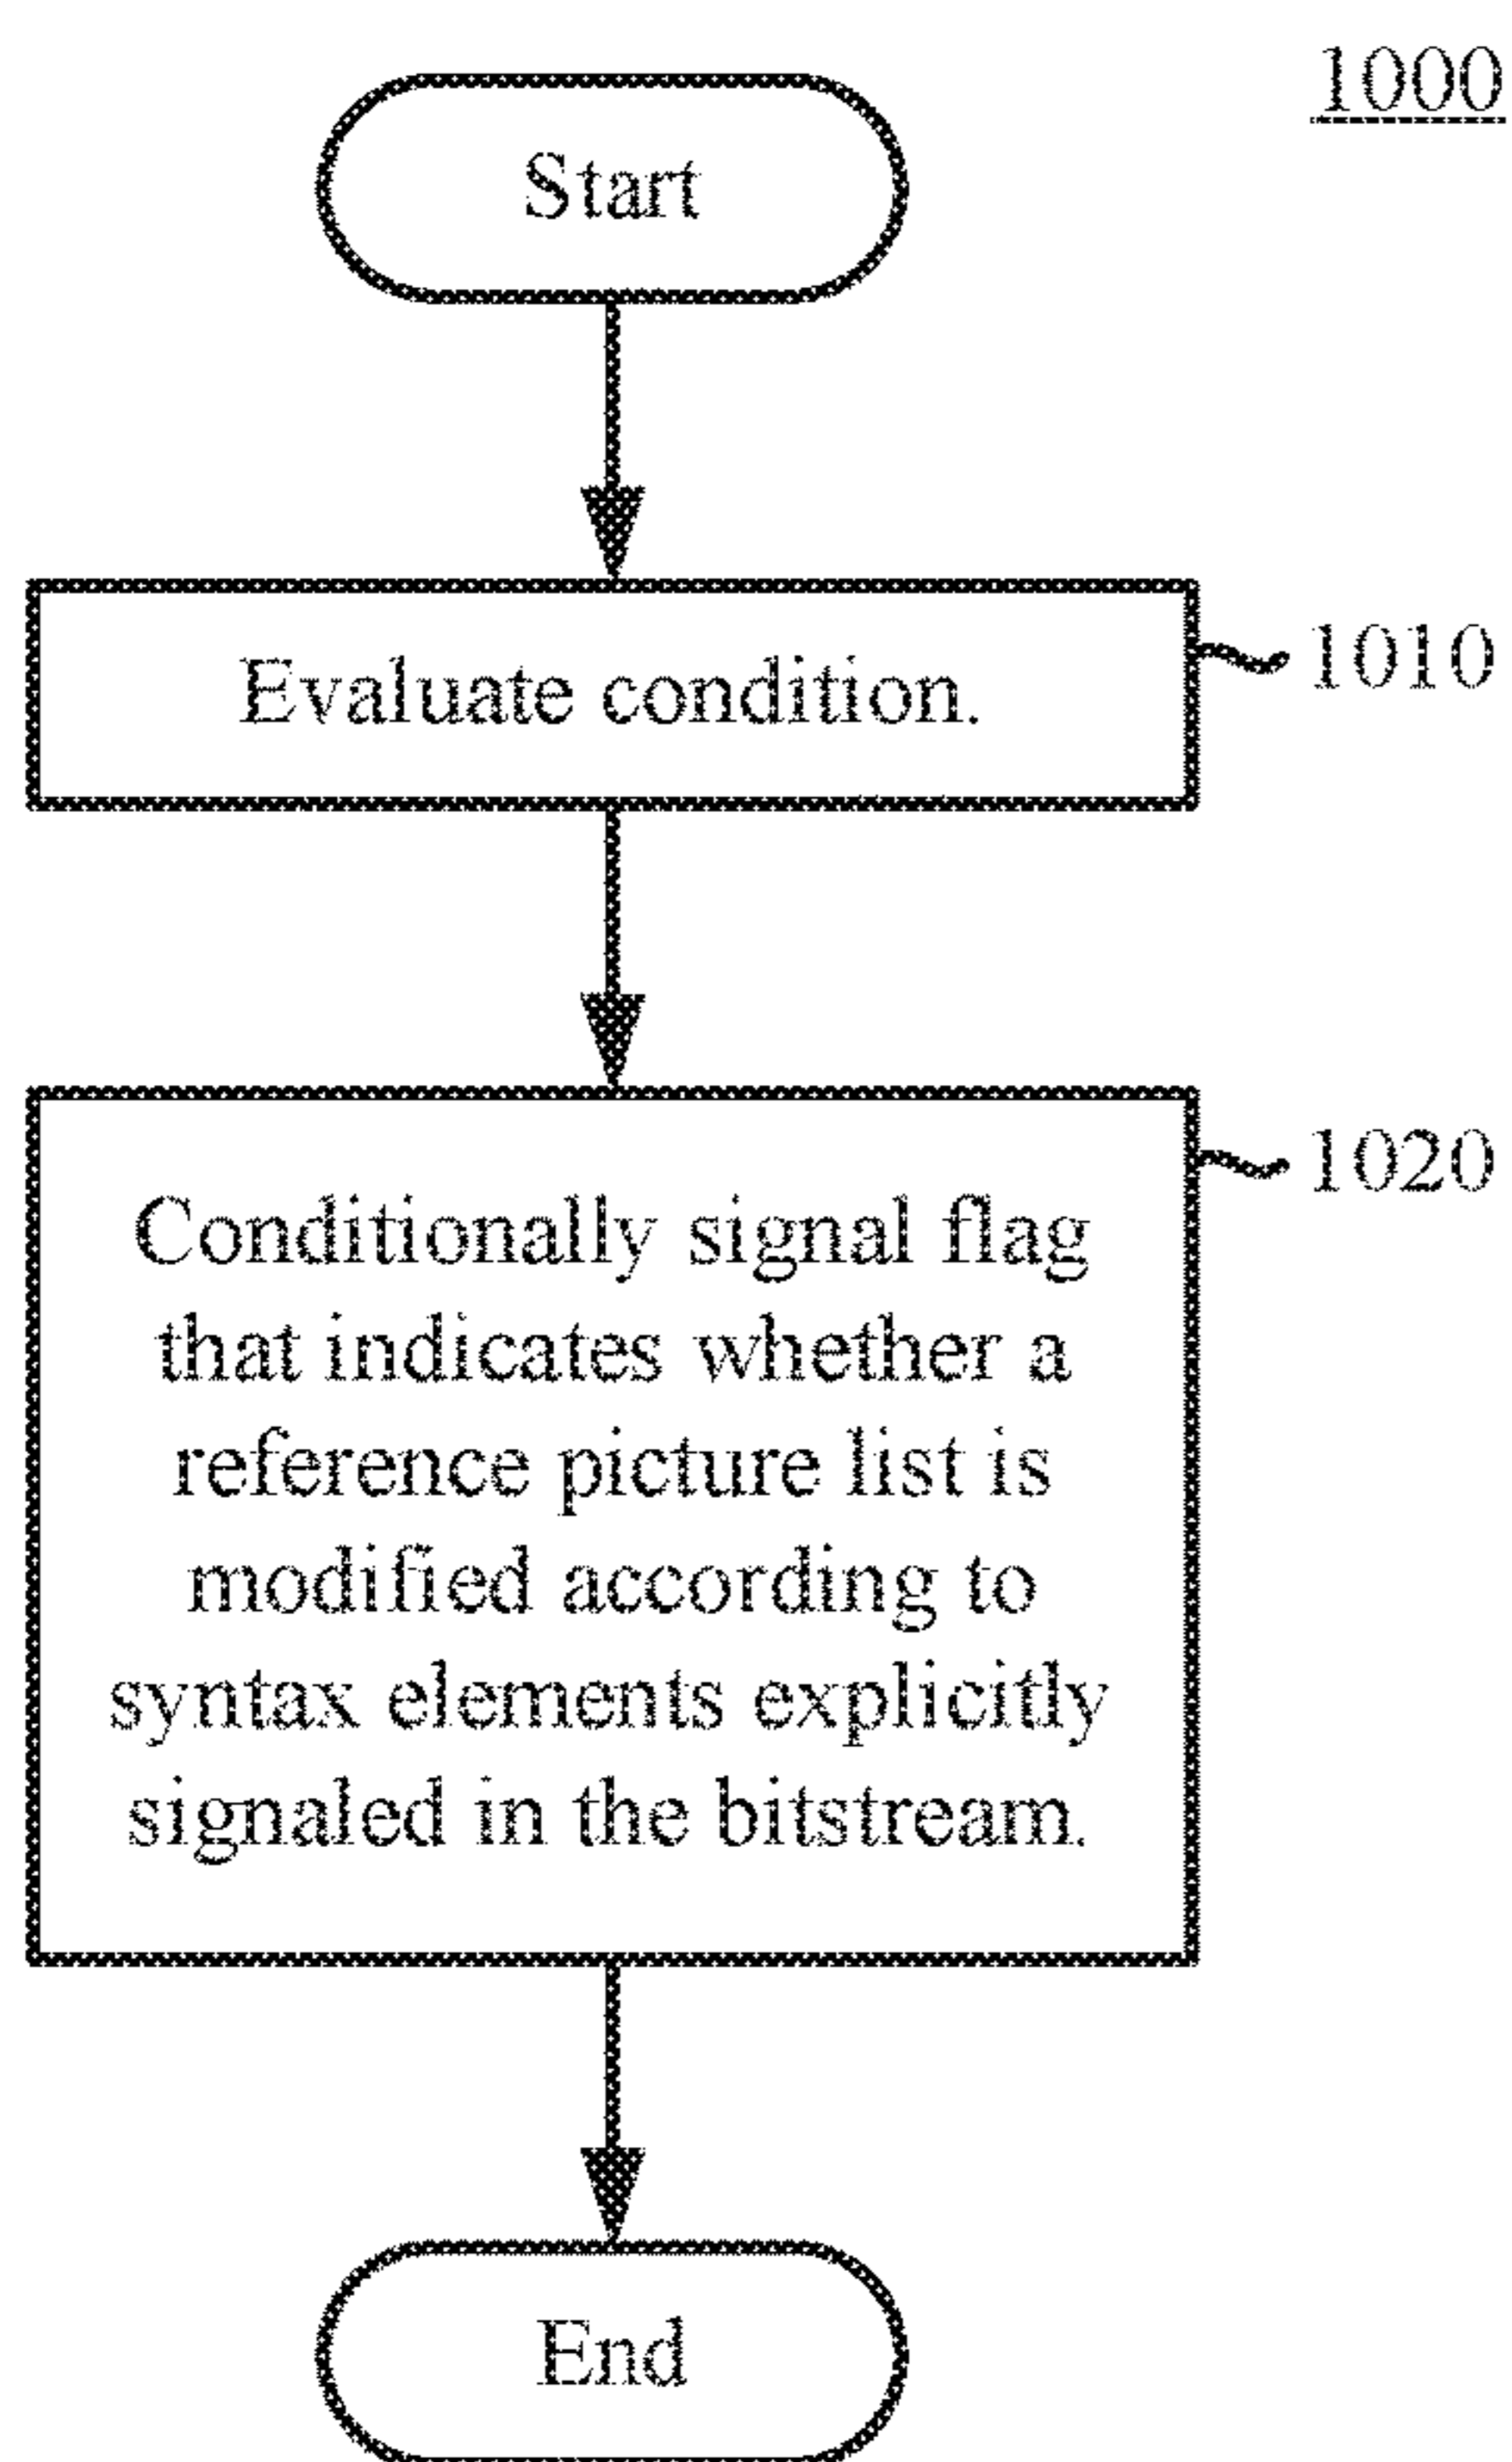 1000
Start
Evaluate condition.
1010
1020
Conditionally signal flag
that indicates whether a
reference picture list is
modified according to
syntax elements explicitly
signaled in the bitstream.
End